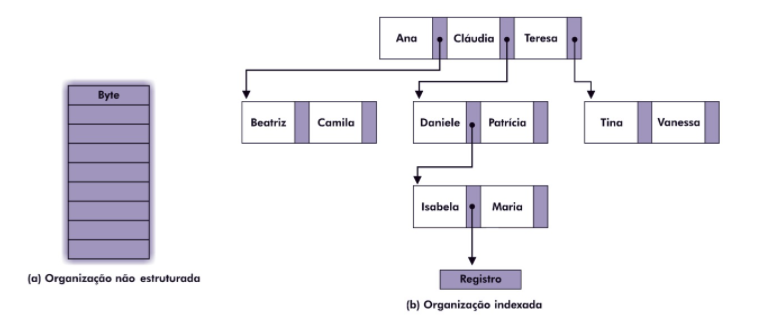 Ana Cláudia Teresa
Byte
Beatriz Camila Daniele Patrícia Tina Vanessa
Isabela Maria
Registro
(a) Organização não estruturada
(b) Organização indexada